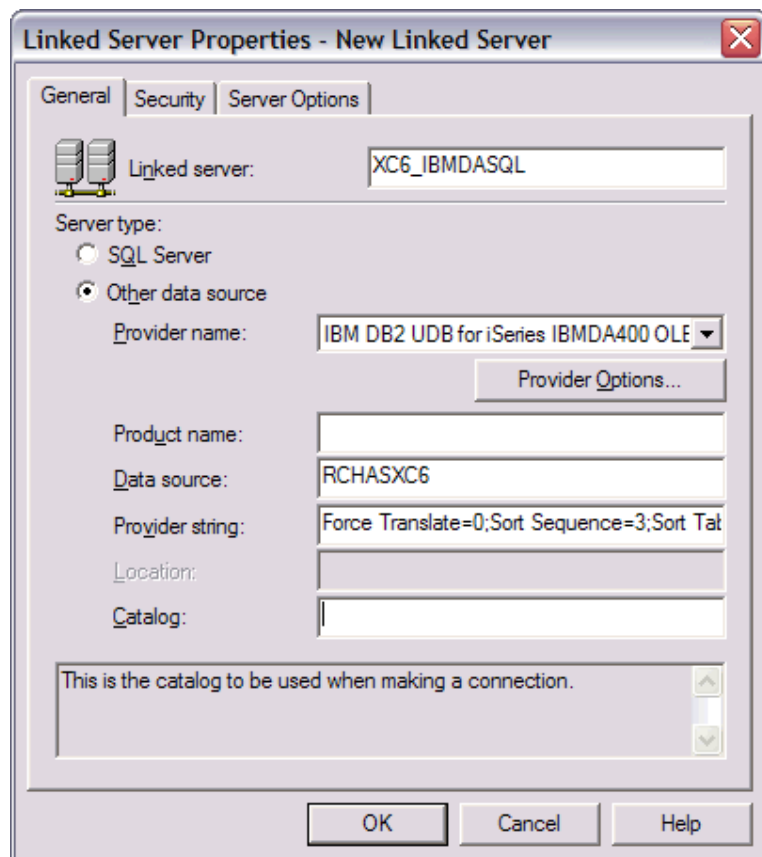 Linked Server Properties - New Linked Server
General Security Server Options
Linked server: XC6_IBMDASQL
Server type:
SQL Server
Other data source
Provider name: IBM DB2 UDB for iSeries IBMDA400 OLE
Provider Options...
Product name:
Data source: RCHASXC6
Provider string: Force Translate=0;Sort Sequence=3;Sort Tab
Location:
Catalog:
This is the catalog to be used when making a connection.
OK Cancel Help